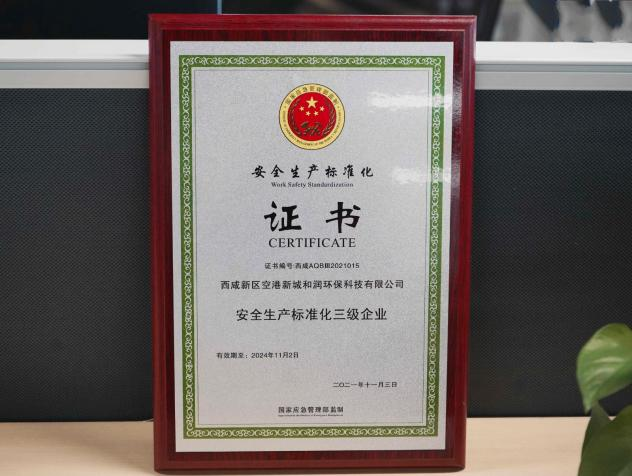 安全生产标准化
Work Safety Standardization
证书
CERTIFICATE
证书编号:西咸AQBⅢ2021015
西咸新区空港新城和润环保科技有限公司
安全生产标准化三级企业
有效期至：2024年11月2日
二〇二一年十一月三日
国家应急管理部监制